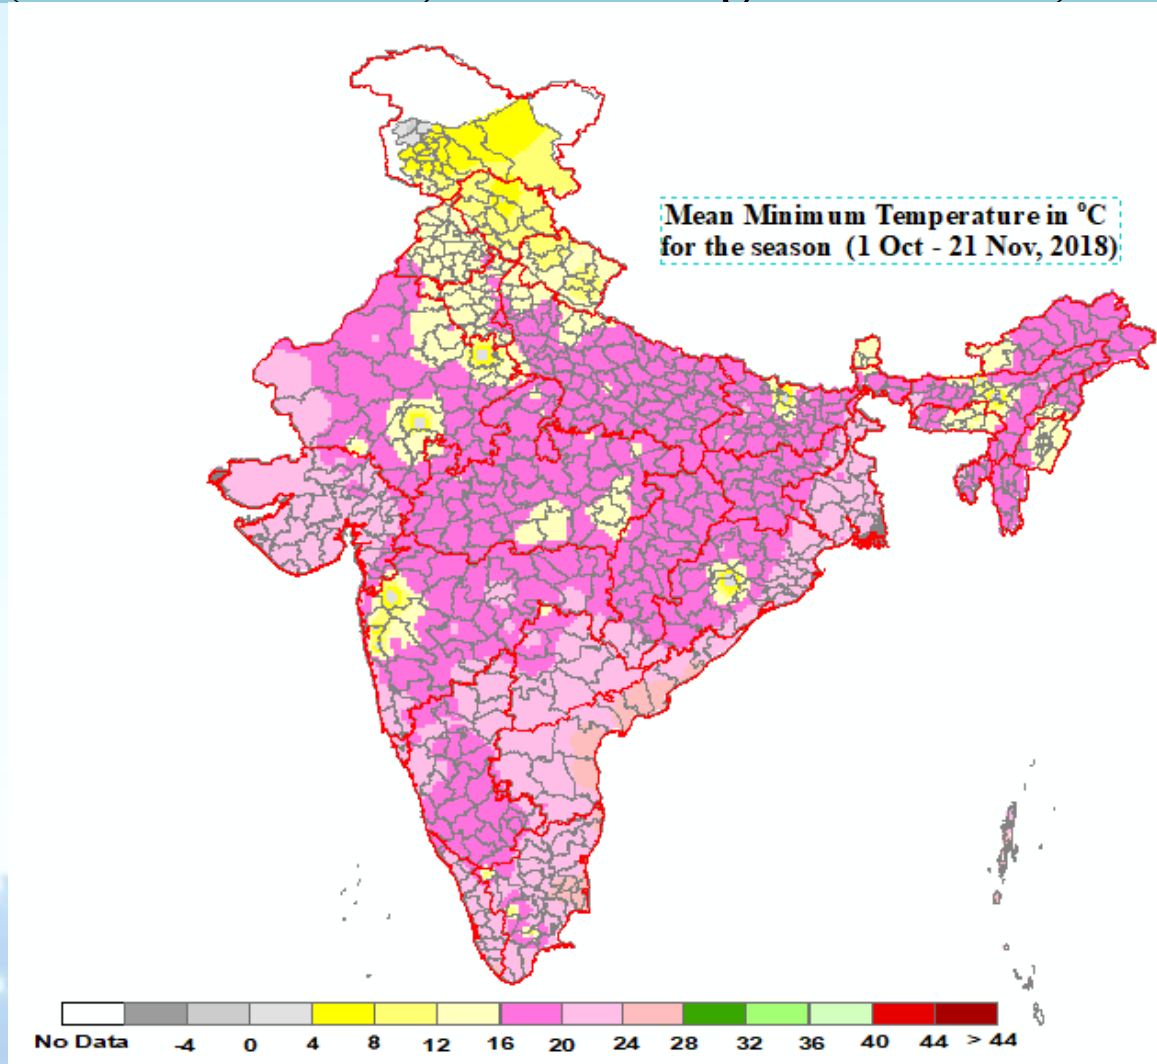 Mean Minimum Temperature in °C
for the season (1 Oct - 21 Nov, 2018)
No Data -4 0 4 8 12 16 20 24 28 32 36 40 44 > 44